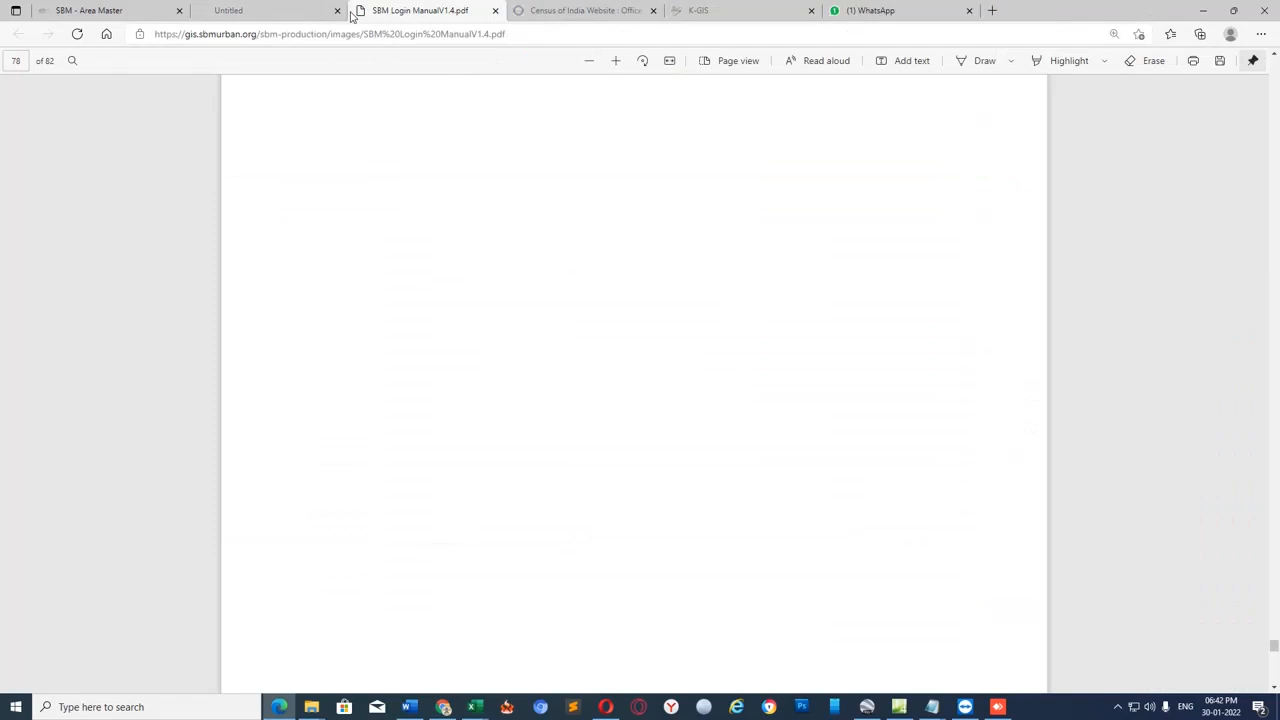 SBM - Area Master
Untitled
SBM Login ManualV1.4.pdf
Census of India Website : Office
K-GIS
(1) WhatsApp
https://gis.sbmurban.org/sbm-production/images/SBM%20Login%20ManualV1.4.pdf
78 of 82
Page view
Read aloud
Add text
Draw
Highlight
Erase
Type here to search
ENG
06:42 PM
30-01-2022
2